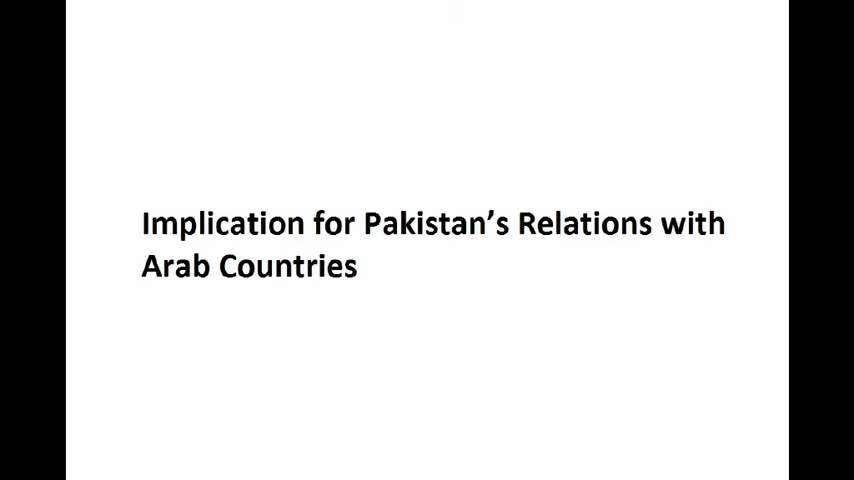 Implication for Pakistan’s Relations with
Arab Countries